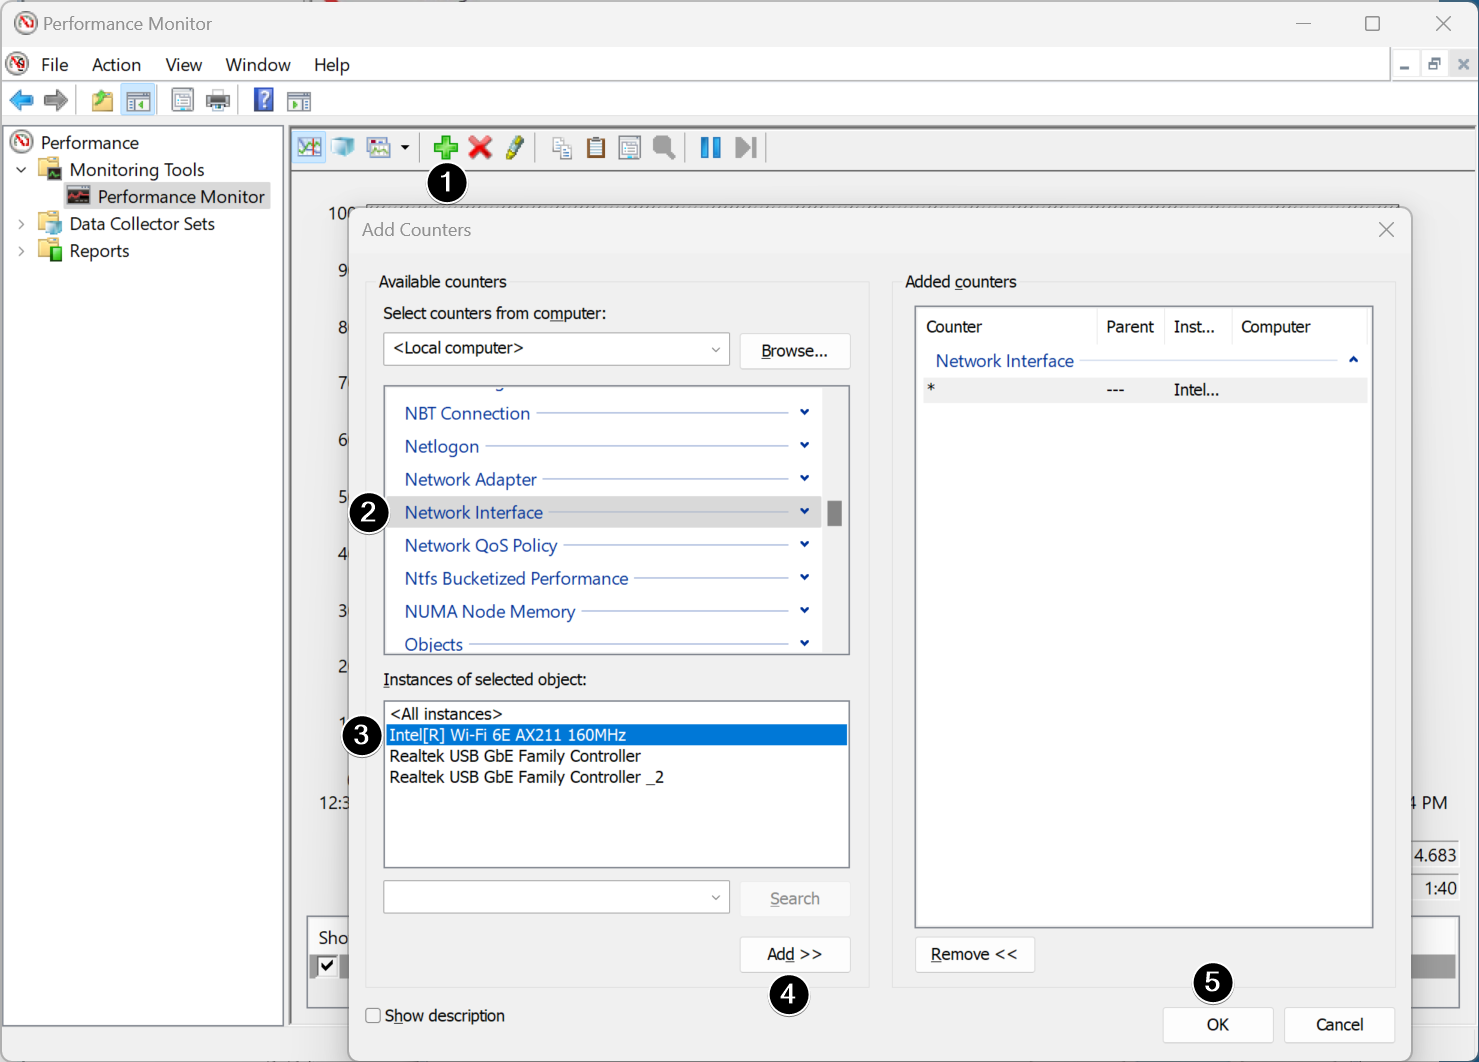 Performance Monitor
File Action View Window Help
Performance
Monitoring Tools
Performance Monitor
Data Collector Sets
Reports
1
100
9
8
7
6
5
4
3
2
1
12:3
4 PM
4.683
1:40
Sho
Add Counters
Available counters
Select counters from computer:
<Local computer>
Browse...
NBT Connection
Netlogon
Network Adapter
2
Network Interface
Network QoS Policy
Ntfs Bucketized Performance
NUMA Node Memory
Objects
Instances of selected object:
<All instances>
3
Intel[R] Wi-Fi 6E AX211 160MHz
Realtek USB GbE Family Controller
Realtek USB GbE Family Controller _2
Search
Add >>
4
Show description
Added counters
Counter Parent Inst... Computer
Network Interface
* --- Intel...
Remove <<
5
OK
Cancel